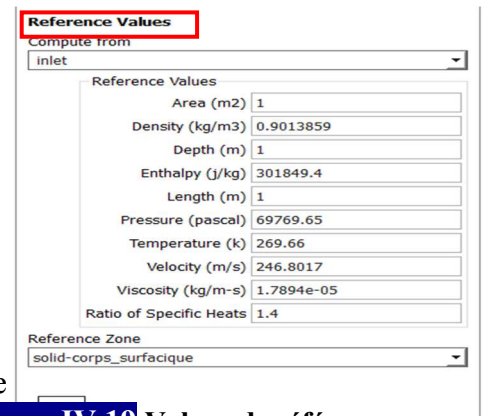 Reference Values
Compute from
inlet
Reference Values
Area (m2) 1
Density (kg/m3) 0.9013859
Depth (m) 1
Enthalpy (j/kg) 301849.4
Length (m) 1
Pressure (pascal) 69769.65
Temperature (k) 269.66
Velocity (m/s) 246.8017
Viscosity (kg/m-s) 1.7894e-05
Ratio of Specific Heats 1.4
Reference Zone
solid-corps_surfacique
e